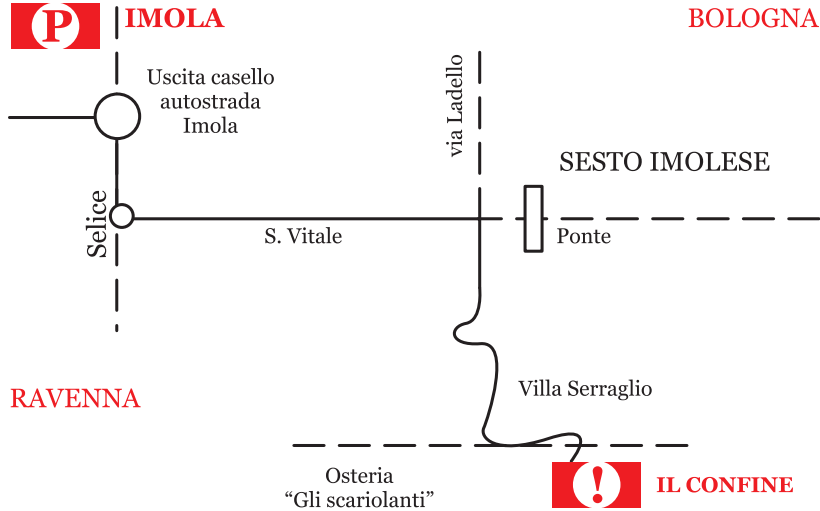 P
IMOLA
BOLOGNA
Uscita casello
autostrada
Imola
via Ladello
SESTO IMOLESE
Selice
S. Vitale
Ponte
RAVENNA
Villa Serraglio
Osteria
“Gli scariolanti”
!
IL CONFINE